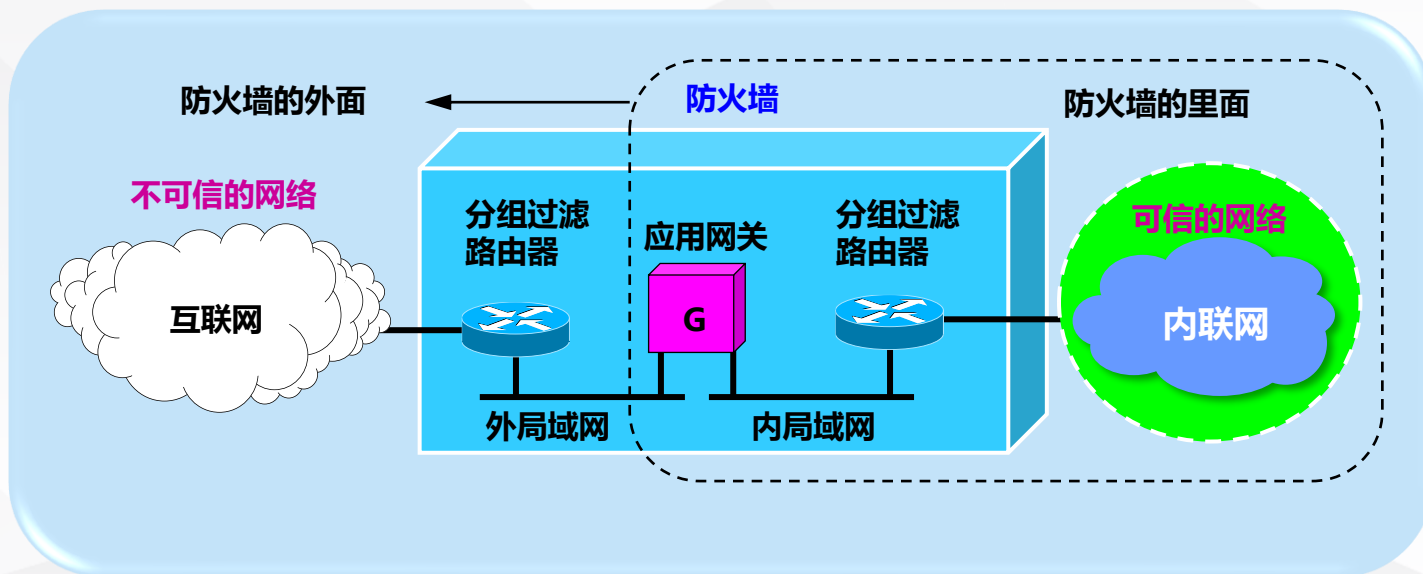 防火墙的外面
防火墙
防火墙的里面
不可信的网络
分组过滤
路由器
应用网关
分组过滤
路由器
可信的网络
互联网
G
内联网
外局域网
内局域网